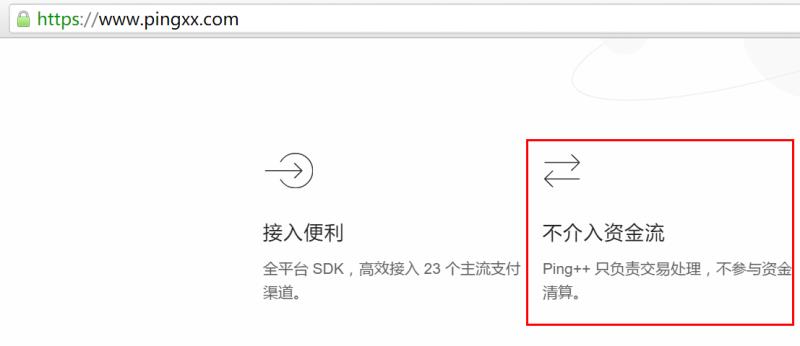 https://www.pingxx.com
接入便利
全平台 SDK，高效接入 23 个主流支付
渠道。
不介入资金流
Ping++ 只负责交易处理，不参与资金
清算。